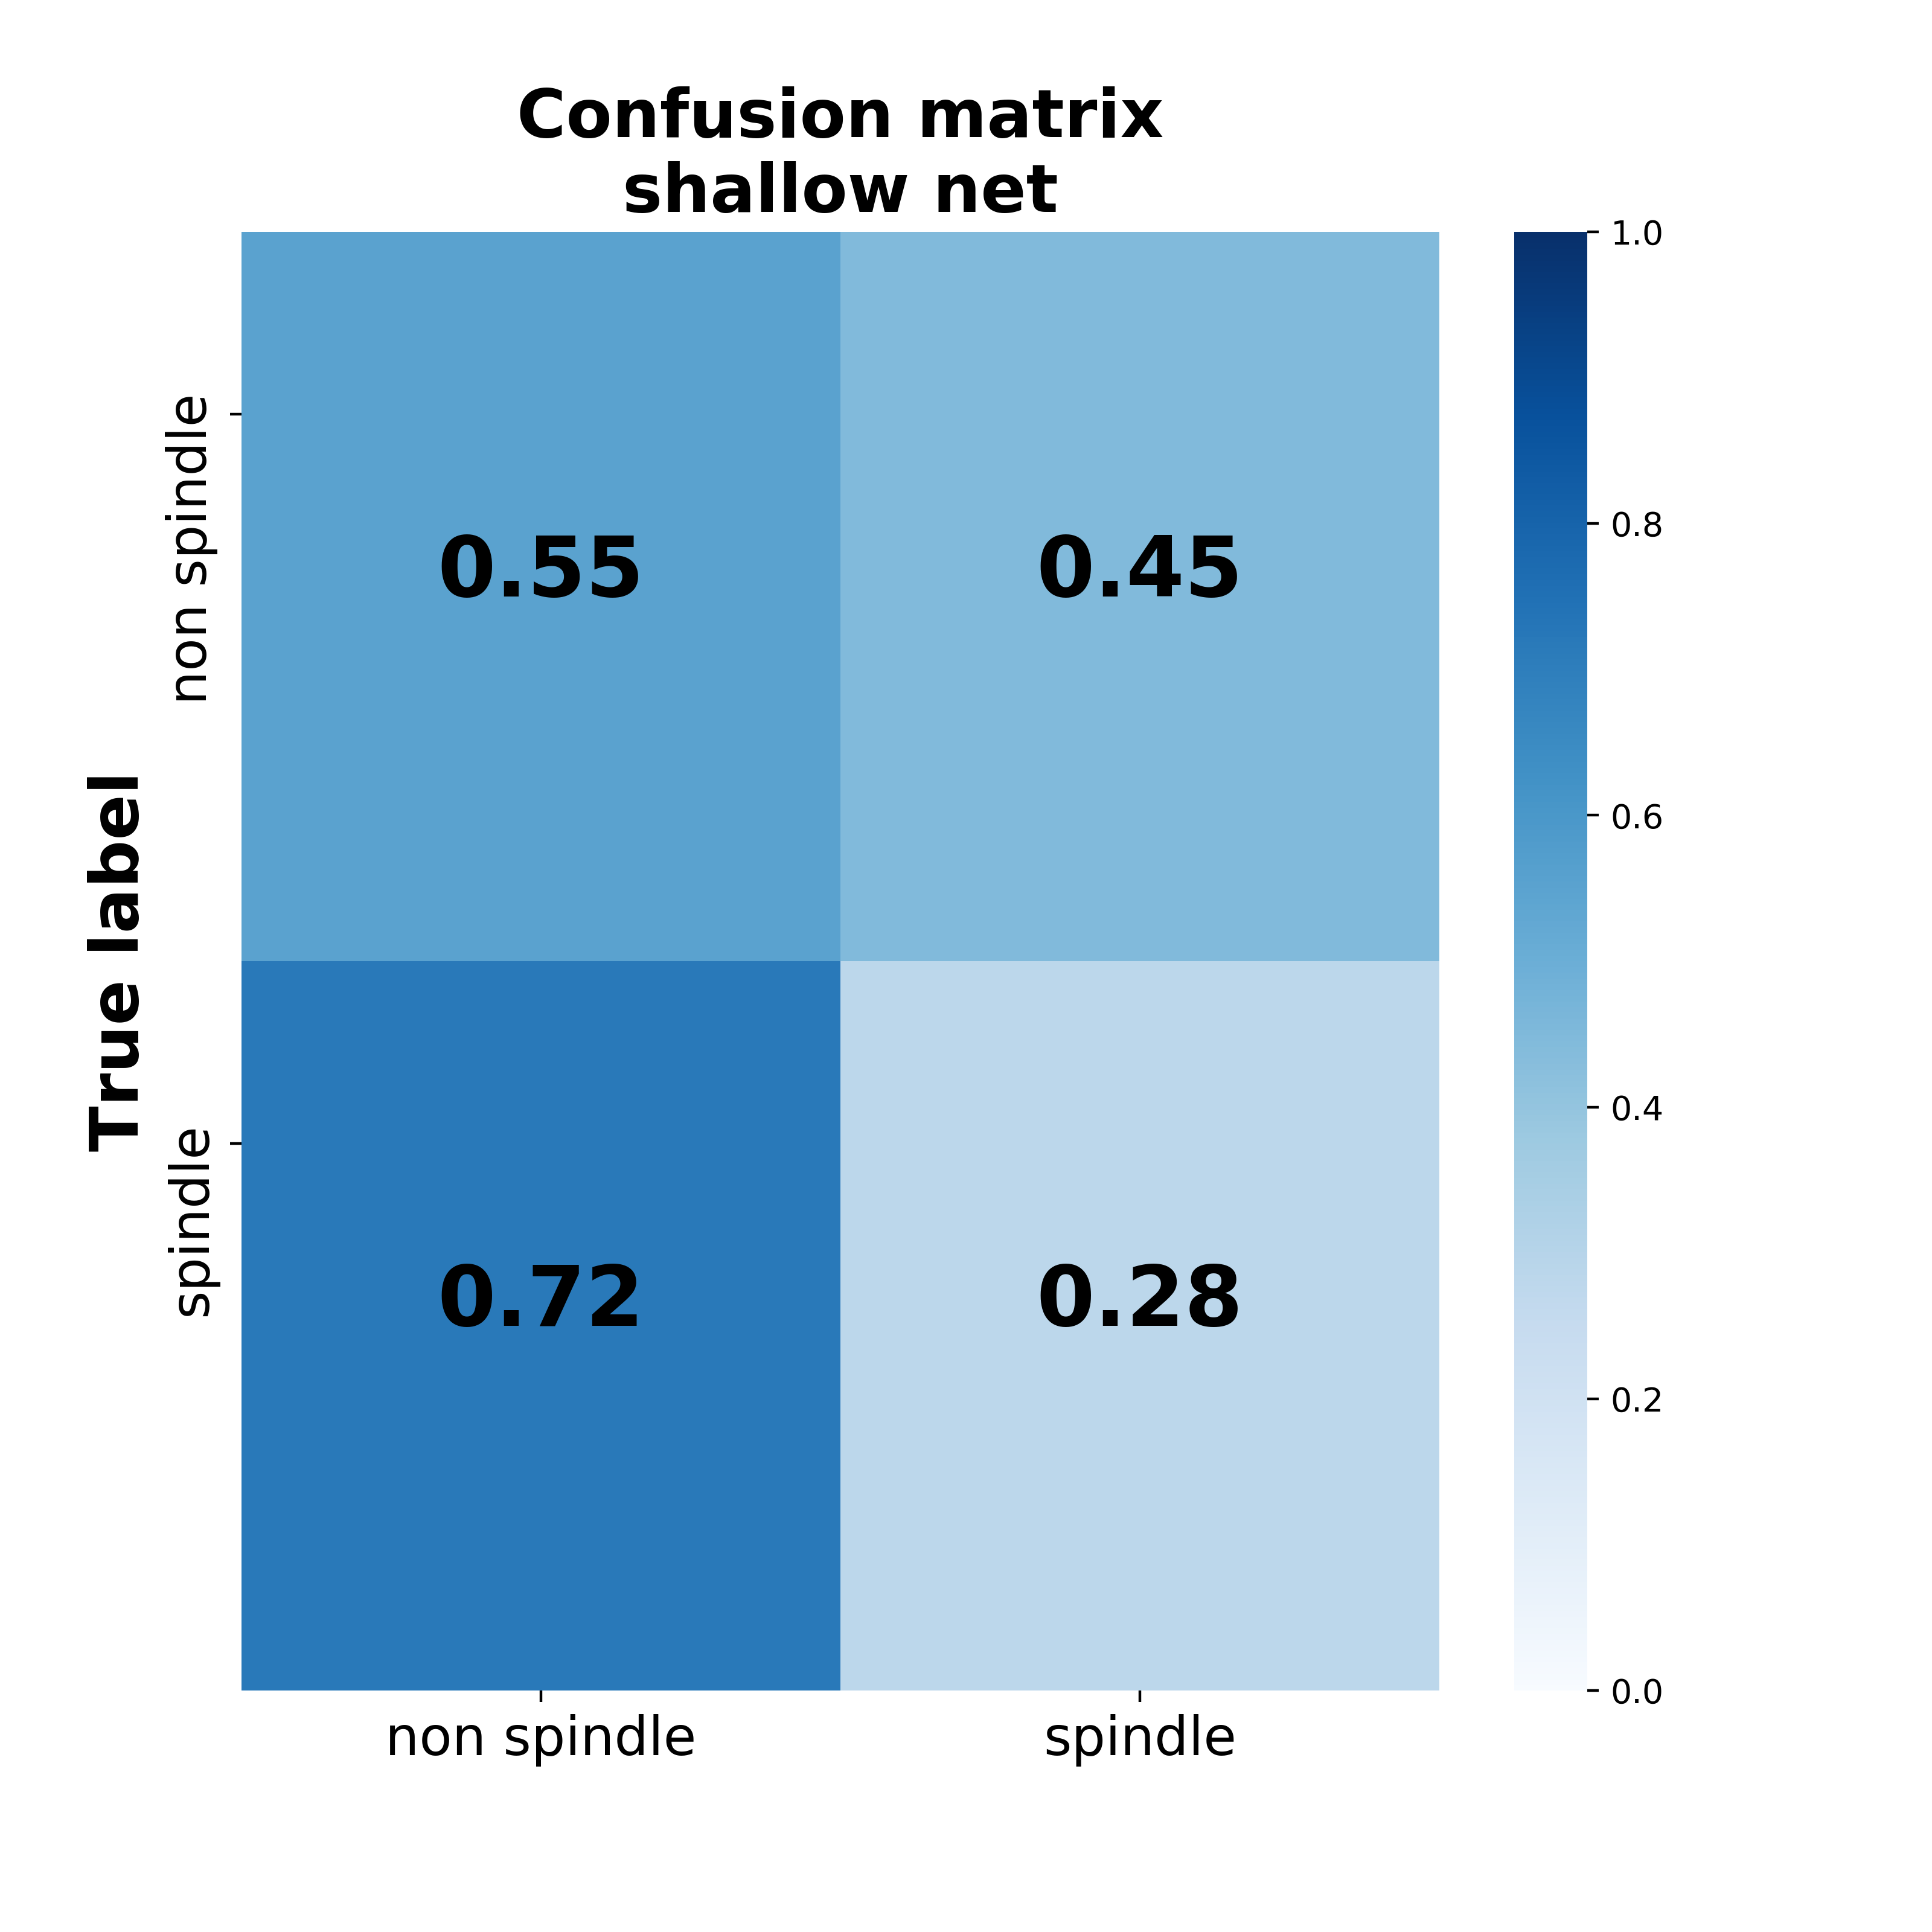 Confusion matrix
shallow net
True label
non spindle
0.55 0.45
spindle
0.72 0.28
non spindle spindle
1.0
0.8
0.6
0.4
0.2
0.0